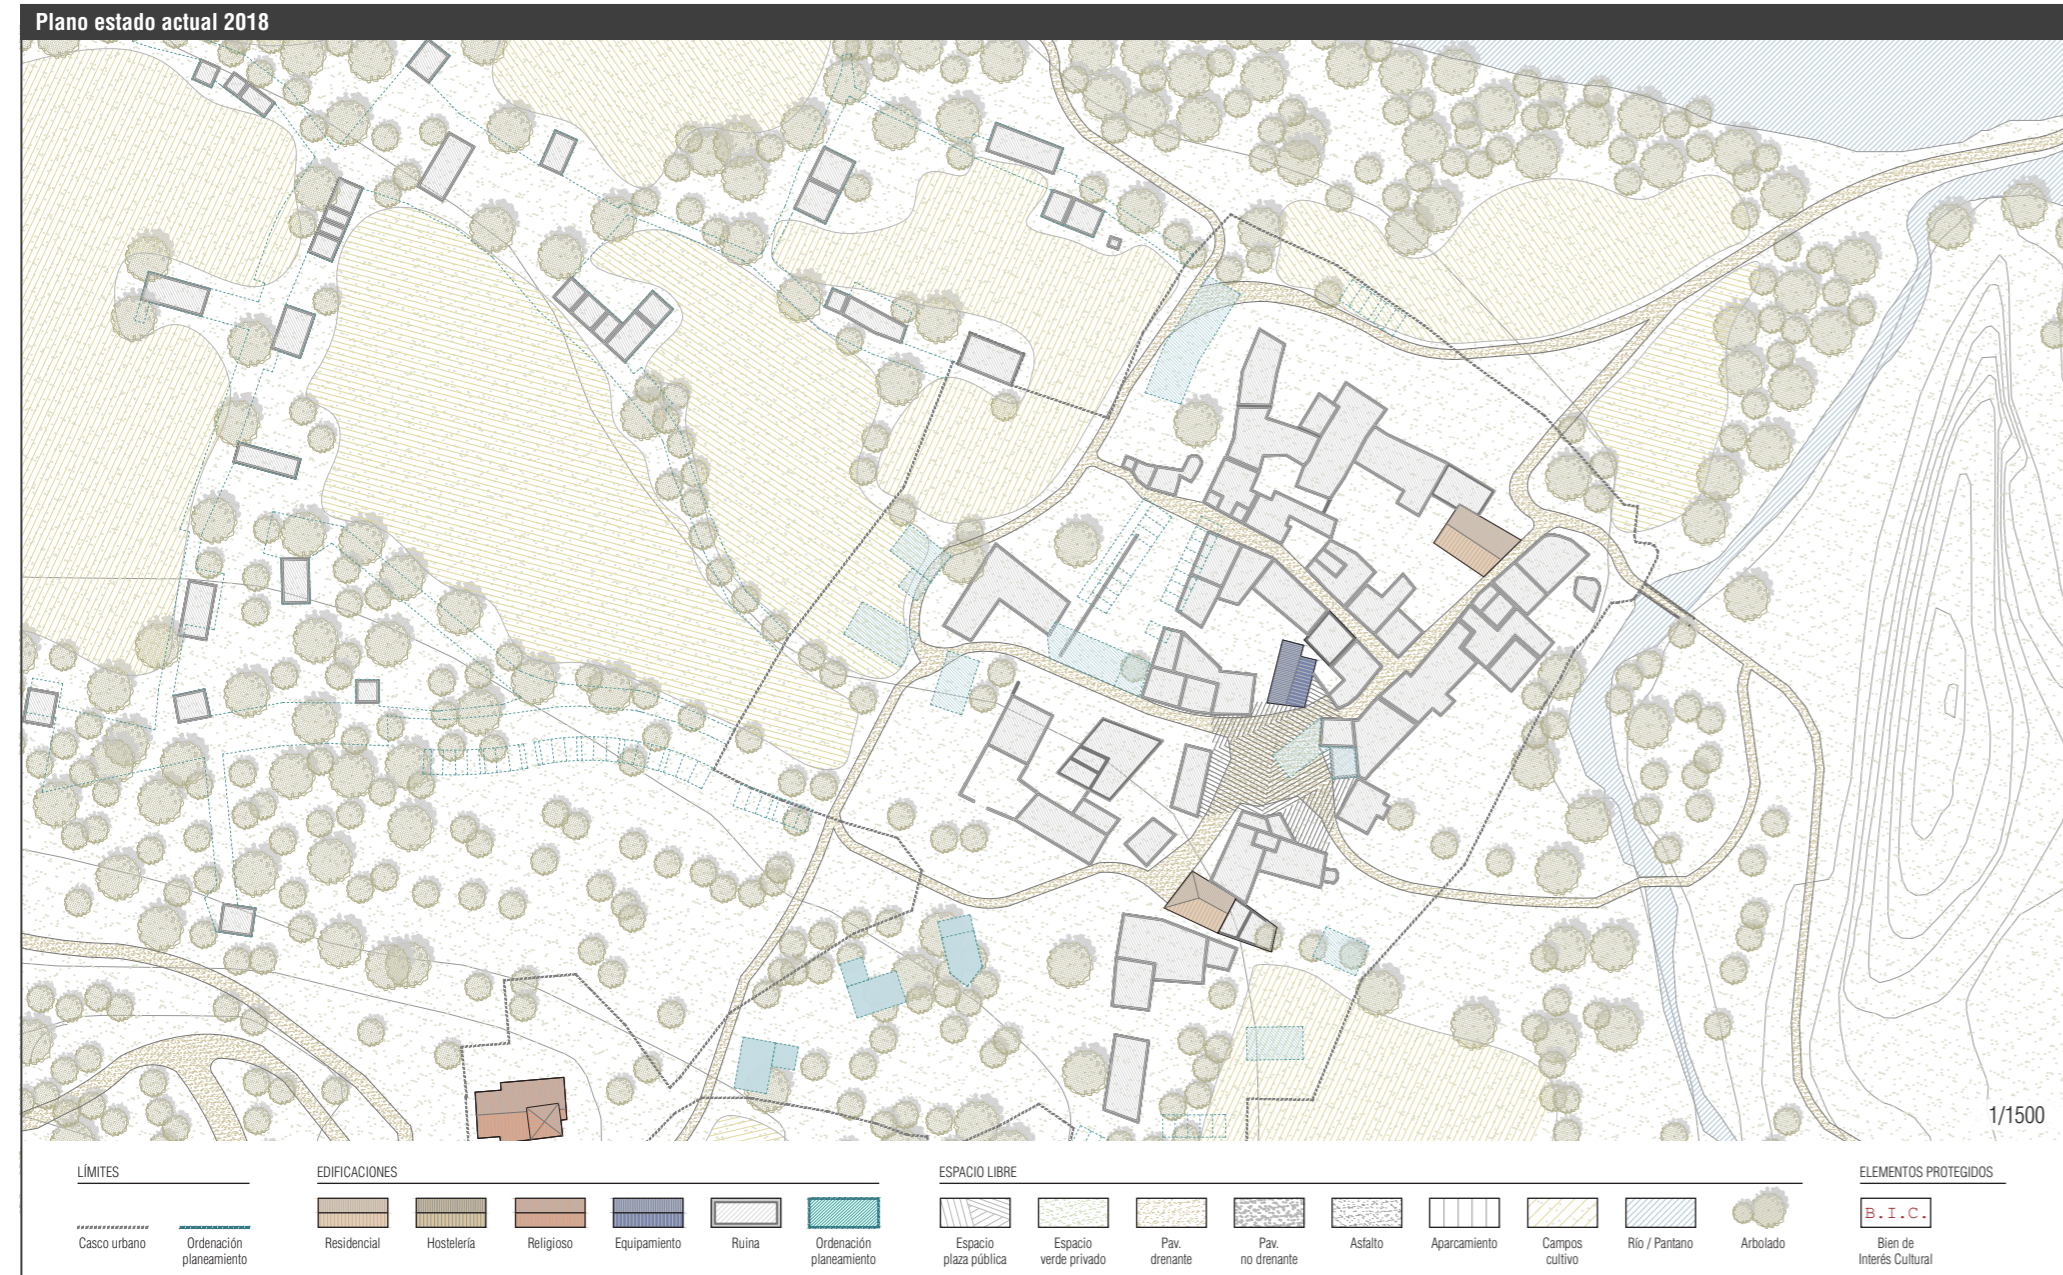 Plano estado actual 2018
1/1500
LÍMITES
Casco urbano
Ordenación
planeamiento
EDIFICACIONES
Residencial
Hostelería
Religioso
Equipamiento
Ruina
Ordenación
planeamiento
ESPACIO LIBRE
Espacio
plaza pública
Espacio
verde privado
Pav.
drenante
Pav.
no drenante
Asfalto
Aparcamiento
Campos
cultivo
Río / Pantano
Arbolado
ELEMENTOS PROTEGIDOS
B.I.C.
Bien de
Interés Cultural